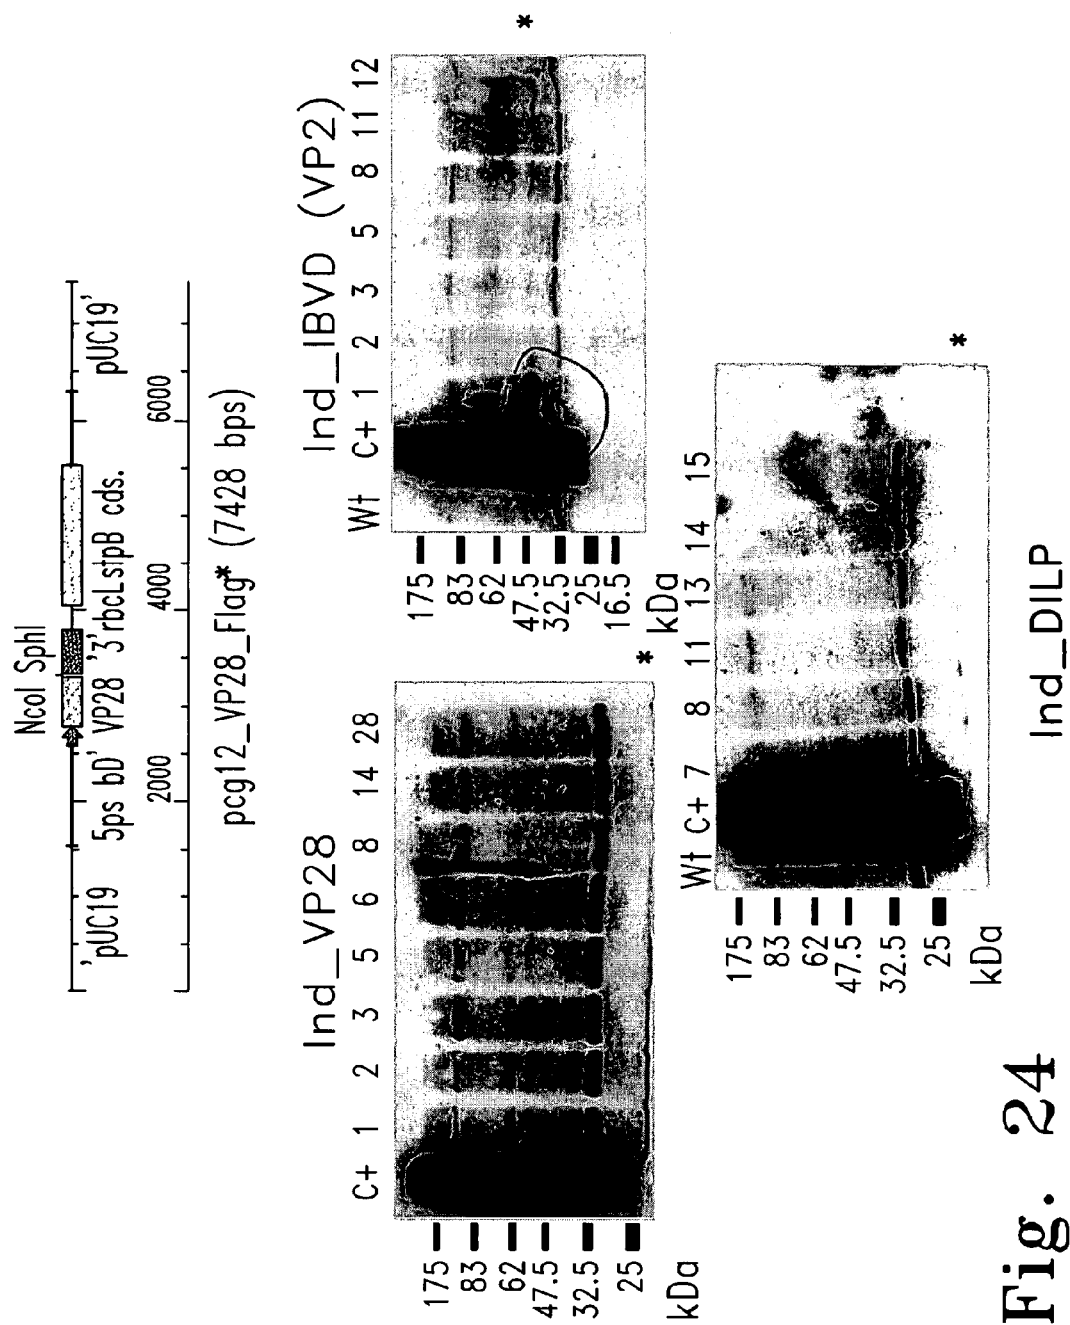 NcoI SphI
'pUC19 5ps bD' VP28 '3'rbcLstpB cds. pUC19'
2000 4000 6000
pcg12_VP28_Flag* (7428 bps)
Ind_VP28
C+ 1 2 3 5 6 8 14 28
175
83
62
47.5
32.5
25
kDa
*
Ind_IBVD (VP2)
Wt C+ 1 2 3 5 8 11 12
175
83
62
47.5
32.5
25
16.5
kDa
*
Wt C+ 7 8 11 13 14 15
175
83
62
47.5
32.5
25
kDa
*
Ind_DILP
Fig. 24